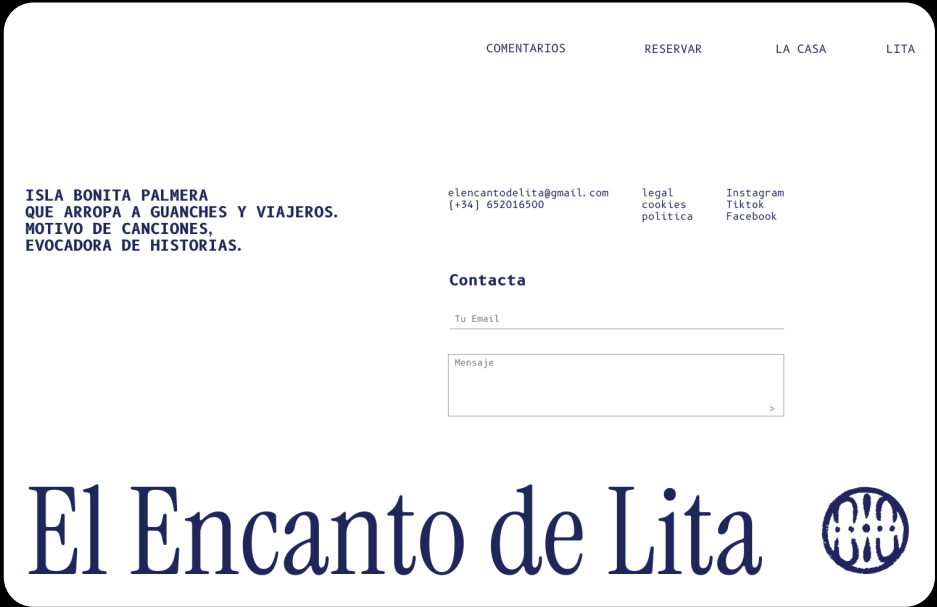 COMENTARIOS RESERVAR LA CASA LITA
ISLA BONITA PALMERA
QUE ARROPA A GUANCHES Y VIAJEROS.
MOTIVO DE CANCIONES,
EVOCADORA DE HISTORIAS.
elencantodelita@gmail.com
[+34] 652016500
legal
cookies
politica
Instagram
Tiktok
Facebook
Contacta
Tu Email
Mensaje
>
El Encanto de Lita